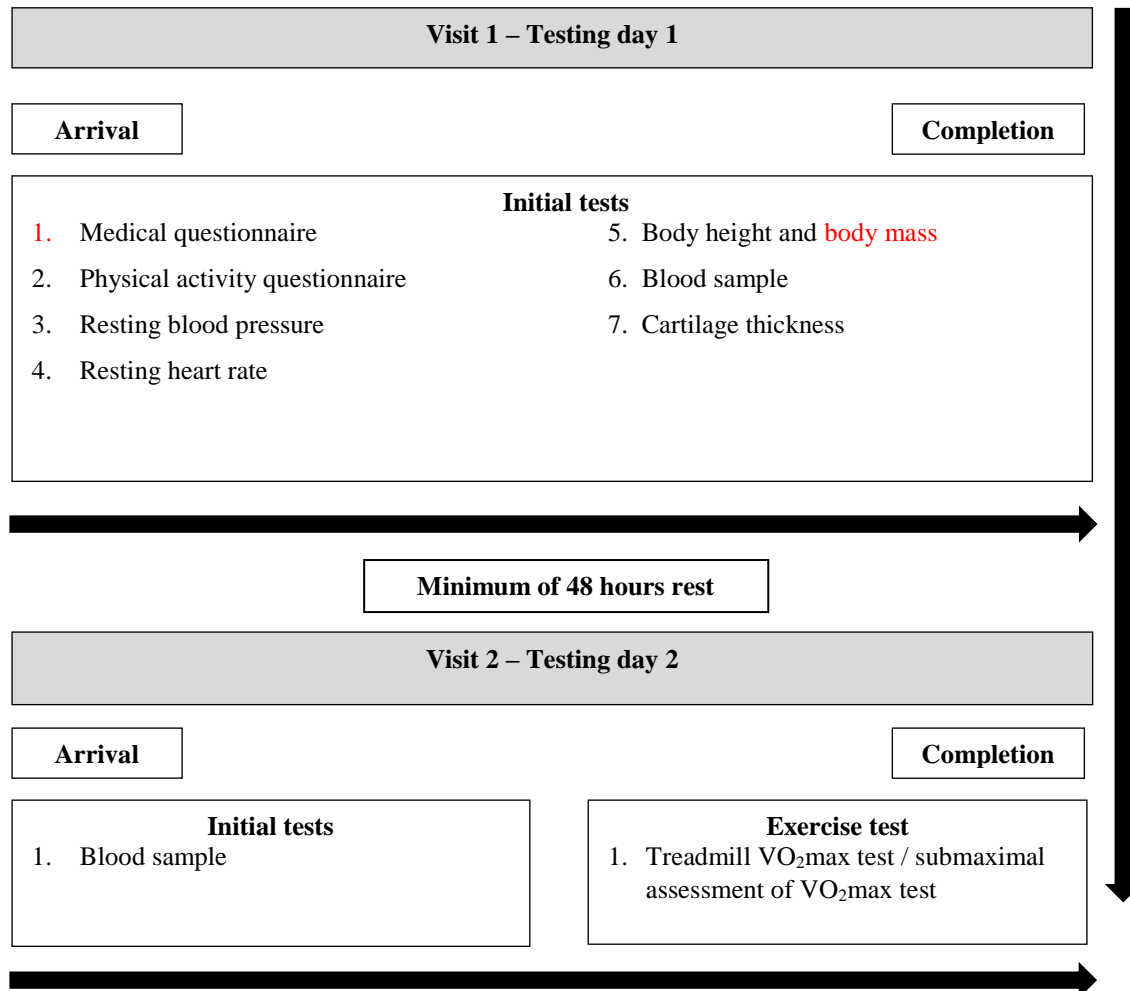 Visit 1 – Testing day 1
Arrival
Completion
Initial tests
1. Medical questionnaire
2. Physical activity questionnaire
3. Resting blood pressure
4. Resting heart rate
5. Body height and body mass
6. Blood sample
7. Cartilage thickness
Minimum of 48 hours rest
Visit 2 – Testing day 2
Arrival
Completion
Initial tests
1. Blood sample
Exercise test
1. Treadmill VO₂max test / submaximal
assessment of VO₂max test